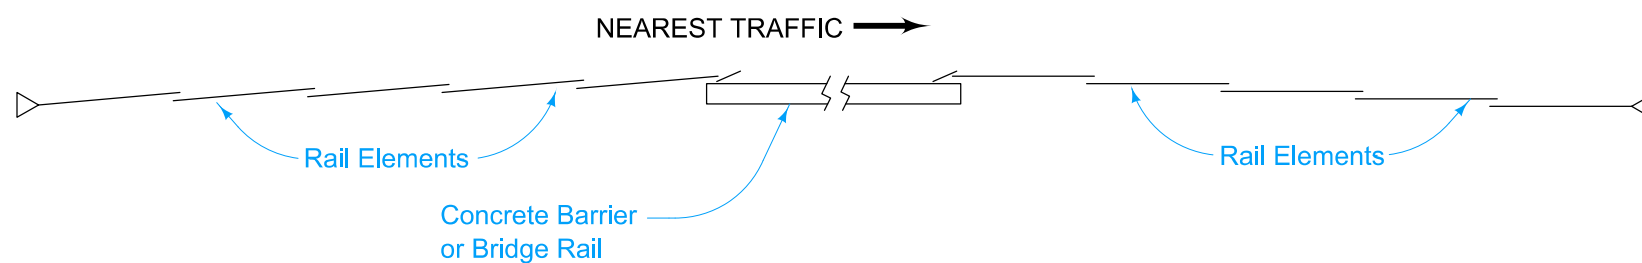 NEAREST TRAFFIC
Rail Elements
Rail Elements
Concrete Barrier
or Bridge Rail